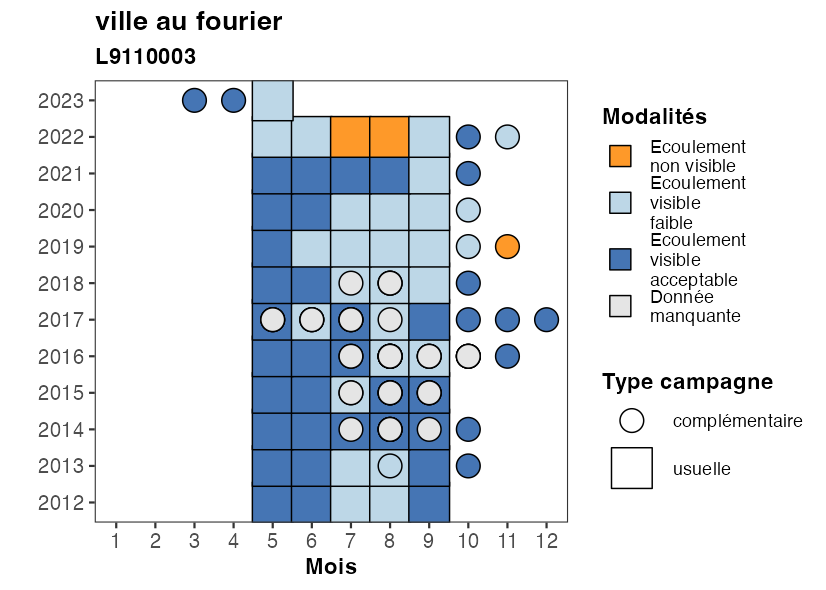 ville au fourier
L9110003
2023
2022
2021
2020
2019
2018
2017
2016
2015
2014
2013
2012
1 2 3 4 5 6 7 8 9 10 11 12
Mois
Modalités
Ecoulement
non visible
Ecoulement
visible
faible
Ecoulement
visible
acceptable
Donnée
manquante
Type campagne
complémentaire
usuelle